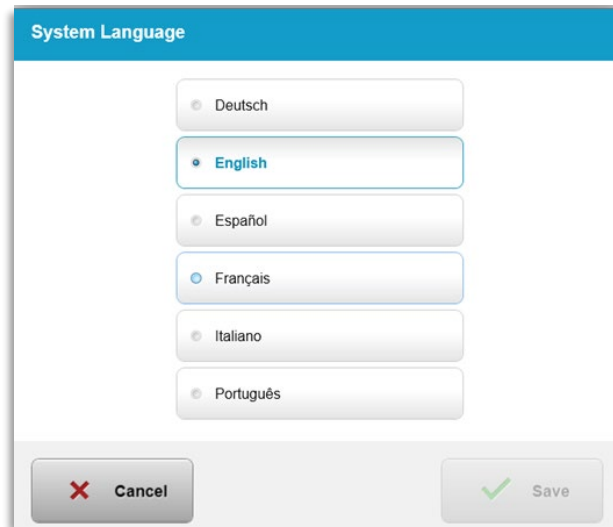 System Language
Deutsch
English
Español
Français
Italiano
Português
Cancel
Save